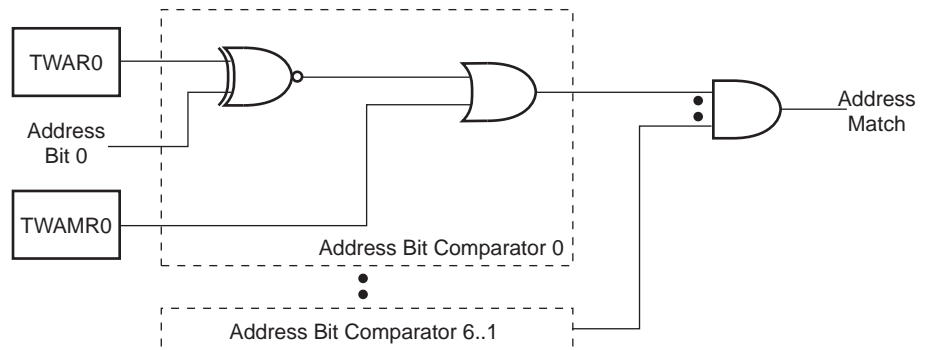 TWAR0
Address
Bit 0
TWAMR0
Address Bit Comparator 0
Address Bit Comparator 6..1
Address
Match